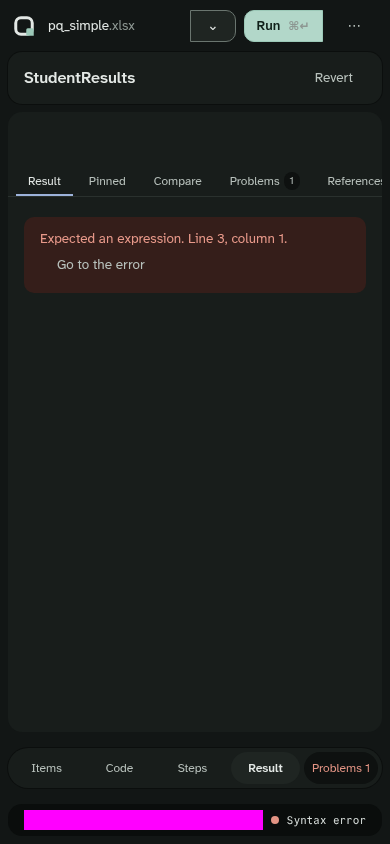 pq_simple.xlsx
Run ⌘↵
StudentResults
Revert
Result Pinned Compare Problems 1 References
Expected an expression. Line 3, column 1.
Go to the error
Items Code Steps Result Problems 1
Syntax error